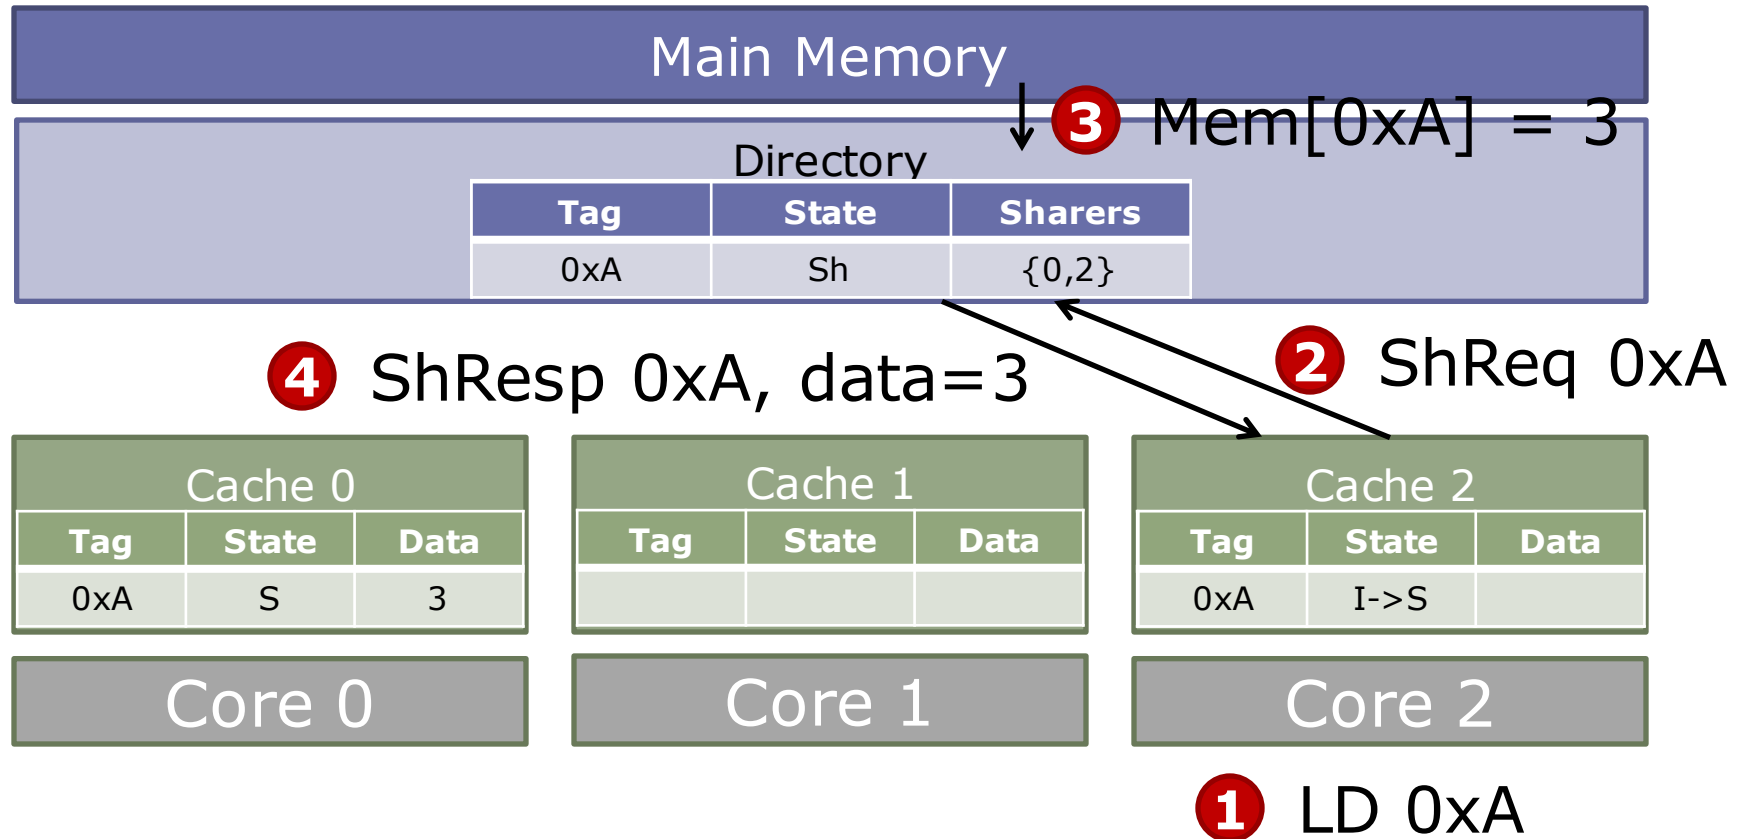 Main Memory
3 Mem[0xA] = 3
Directory
Tag State Sharers
0xA Sh {0,2}
4 ShResp 0xA, data=3
2 ShReq 0xA
Cache 0
Tag State Data
0xA S 3
Cache 1
Tag State Data
Cache 2
Tag State Data
0xA I->S
Core 0
Core 1
Core 2
1 LD 0xA